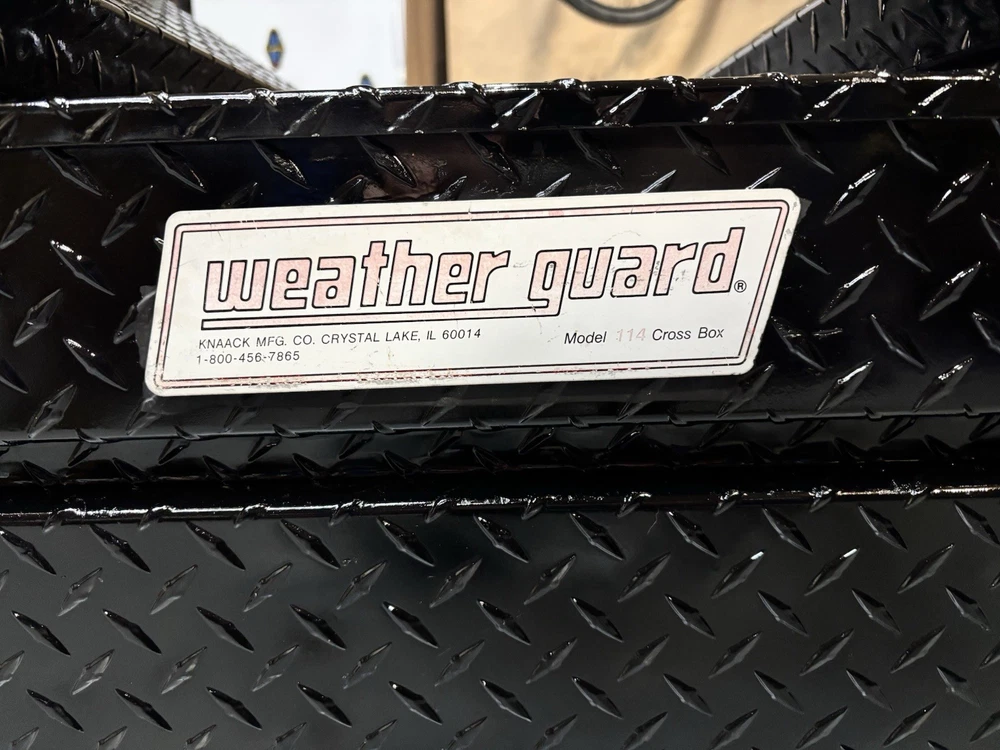 weather guard®
KNAACK MFG. CO. CRYSTAL LAKE, IL 60014
1-800-456-7865
Model 114 Cross Box